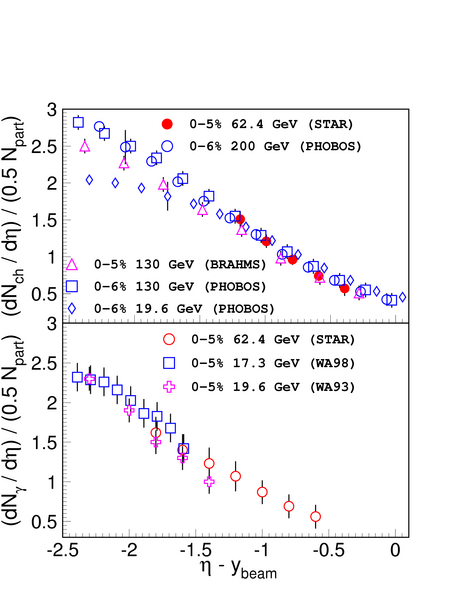 3
2.5
2
1.5
1
0.5
(dN_ch / dη) / (0.5 N_part)
0-5% 62.4 GeV (STAR)
0-6% 200 GeV (PHOBOS)
0-5% 130 GeV (BRAHMS)
0-6% 130 GeV (PHOBOS)
0-6% 19.6 GeV (PHOBOS)
3
2.5
2
1.5
1
0.5
(dN_γ / dη) / (0.5 N_part)
0-5% 62.4 GeV (STAR)
0-5% 17.3 GeV (WA98)
0-5% 19.6 GeV (WA93)
-2.5 -2 -1.5 -1 -0.5 0
η - y_beam